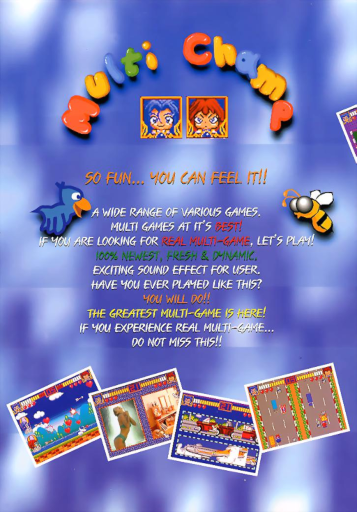 Multi Champ
SO FUN... YOU CAN FEEL IT!!
A WIDE RANGE OF VARIOUS GAMES.
MULTI GAMES AT IT'S BEST!
IF YOU ARE LOOKING FOR REAL MULTI-GAME, LET'S PLAY!
100% NEWEST, FRESH & DYNAMIC.
EXCITING SOUND EFFECT FOR USER.
HAVE YOU EVER PLAYED LIKE THIS?
YOU WILL DO!!
THE GREATEST MULTI-GAME IS HERE!
IF YOU EXPERIENCE REAL MULTI-GAME...
DO NOT MISS THIS!!